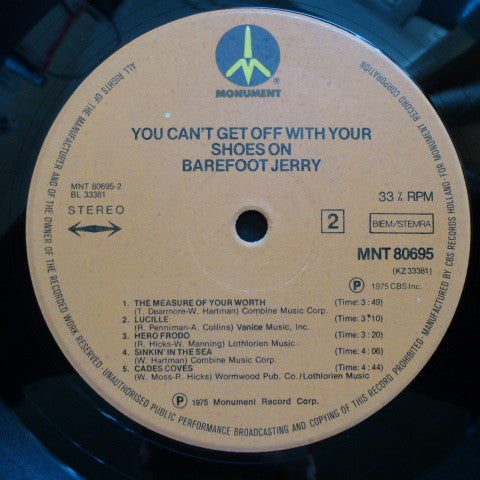 MONUMENT ®
YOU CAN'T GET OFF WITH YOUR
SHOES ON
BAREFOOT JERRY
MNT 80695-2
BL 33381
STEREO
33⅓ RPM
2
BIEM/STEMRA
MNT 80695
(KZ 33381)
Ⓟ 1975 CBS Inc.
1. THE MEASURE OF YOUR WORTH (Time: 3: 49)
(T. Dearmore-W. Hartman) Combine Music Corp.
2. LUCILLE (Time: 3:10)
(R. Penniman-A. Collins) Venice Music, Inc.
3. HERO FRODO (Time: 3: 20)
(R. Hicks-W. Manning) Lothlorien Music
4. SINKIN' IN THE SEA (Time: 4: 06)
(W. Hartman) Combine Music Corp.
5. CADES COVES (Time: 4: 44)
(W. Moss-R. Hicks) Wormwood Pub. Co./Lothlorien Music
Ⓟ 1975 Monument Record Corp.
ALL RIGHTS OF THE MANUFACTURER AND OF THE OWNER OF THE RECORDED WORK RESERVED. UNAUTHORISED PUBLIC PERFORMANCE BROADCASTING AND COPYING OF THIS RECORD PROHIBITED· MANUFACTURED BY CBS RECORDS HOLLAND· FOR MONUMENT RECORD CORPORATION